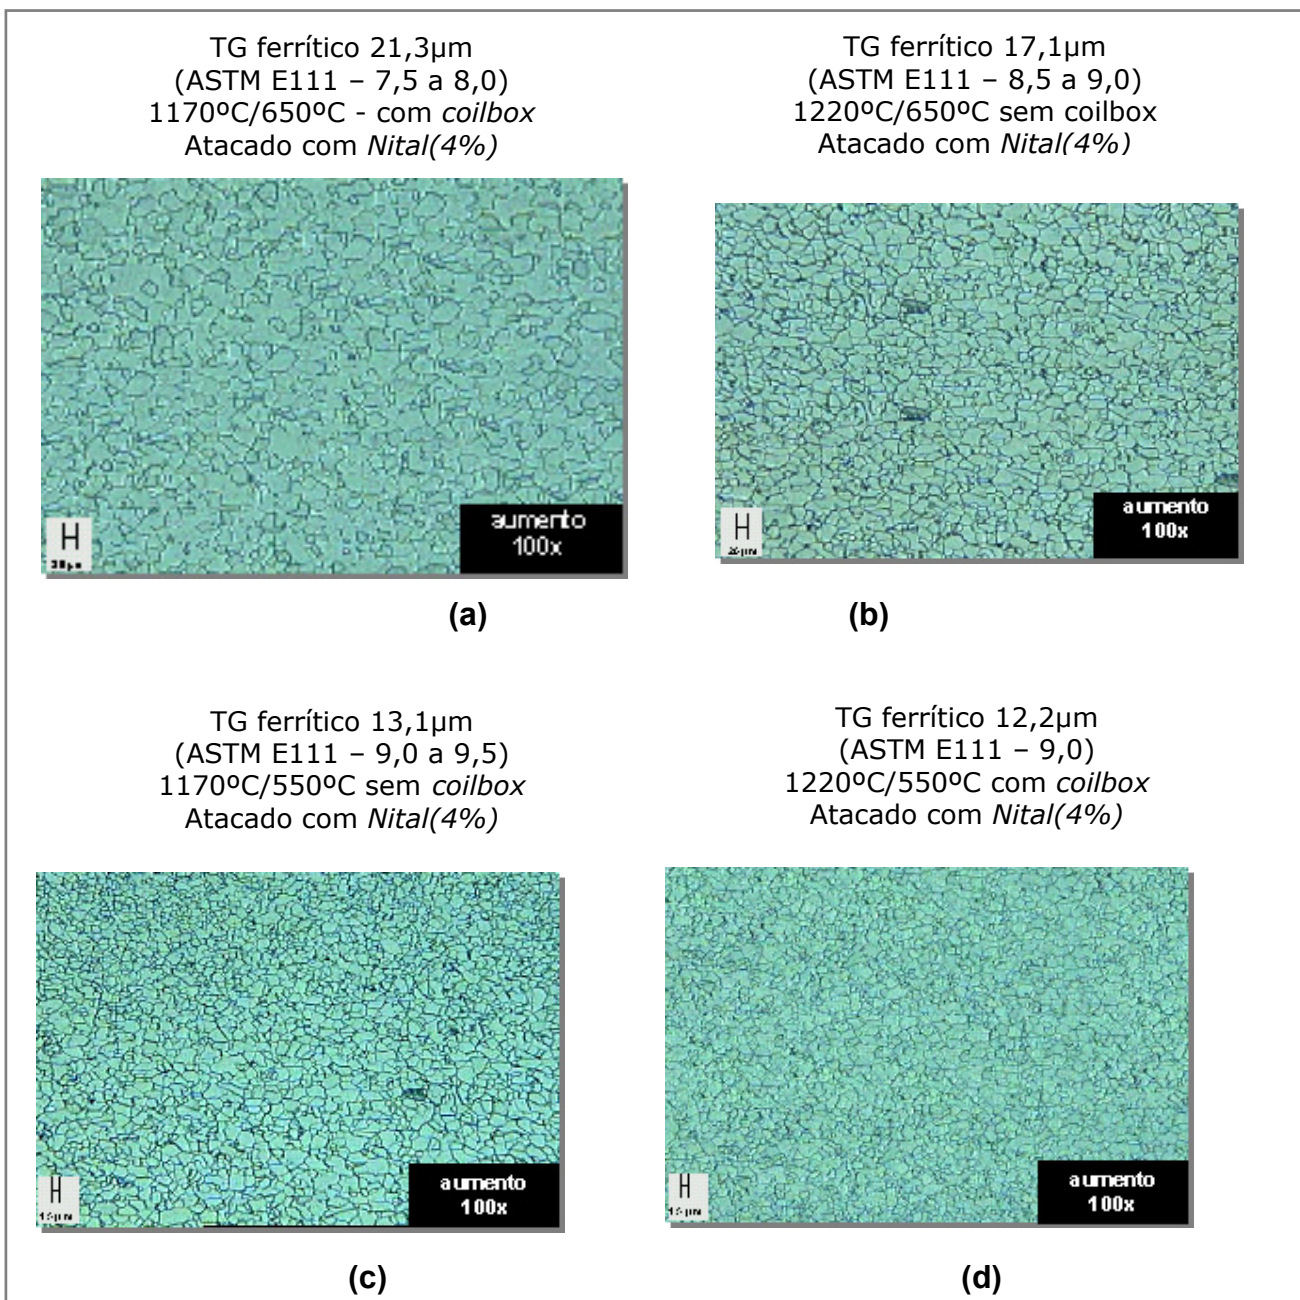 TG ferrítico 21,3µm
(ASTM E111 – 7,5 a 8,0)
1170ºC/650ºC - com coilbox
Atacado com Nital(4%)
H
aumento
100x
(a)
TG ferrítico 17,1µm
(ASTM E111 – 8,5 a 9,0)
1220ºC/650ºC sem coilbox
Atacado com Nital(4%)
H
aumento
100x
(b)
TG ferrítico 13,1µm
(ASTM E111 – 9,0 a 9,5)
1170ºC/550ºC sem coilbox
Atacado com Nital(4%)
H
aumento
100x
(c)
TG ferrítico 12,2µm
(ASTM E111 – 9,0)
1220ºC/550ºC com coilbox
Atacado com Nital(4%)
H
aumento
100x
(d)